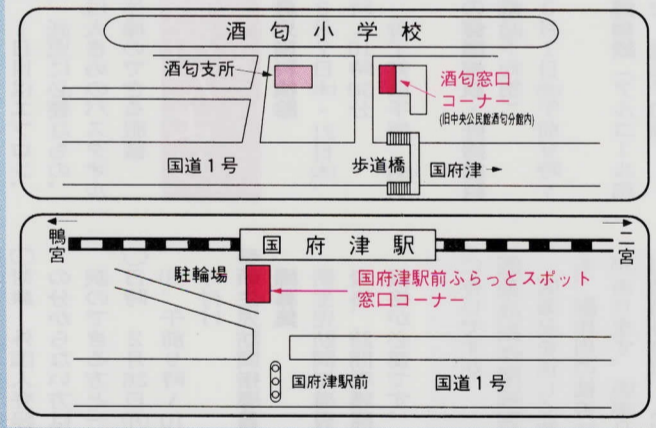 酒匂小学校
酒匂支所
酒匂窓口
コーナー
(旧中央公民館酒匂分館内)
国道1号
歩道橋
国府津
鴨宮
国府津駅
二宮
駐輪場
国府津駅前ふらっとスポット
窓口コーナー
国府津駅前
国道1号